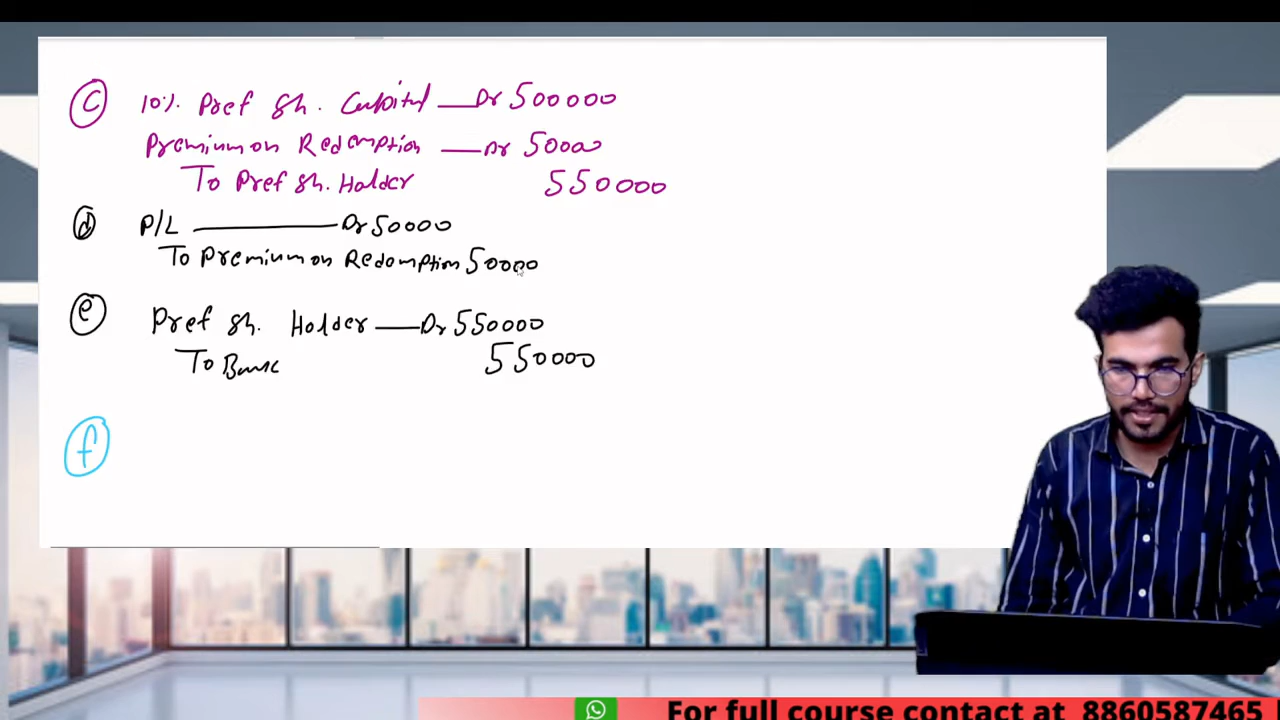 c 10%. Pref Sh. Capital — Dr 500000
Premium on Redemption — Dr 50000
To Pref Sh. Holder 550000
d P/L — Dr 50000
To Premium on Redemption 50000
e Pref Sh. Holder — Dr 550000
To Bank 550000
f
For full course contact at 8860587465